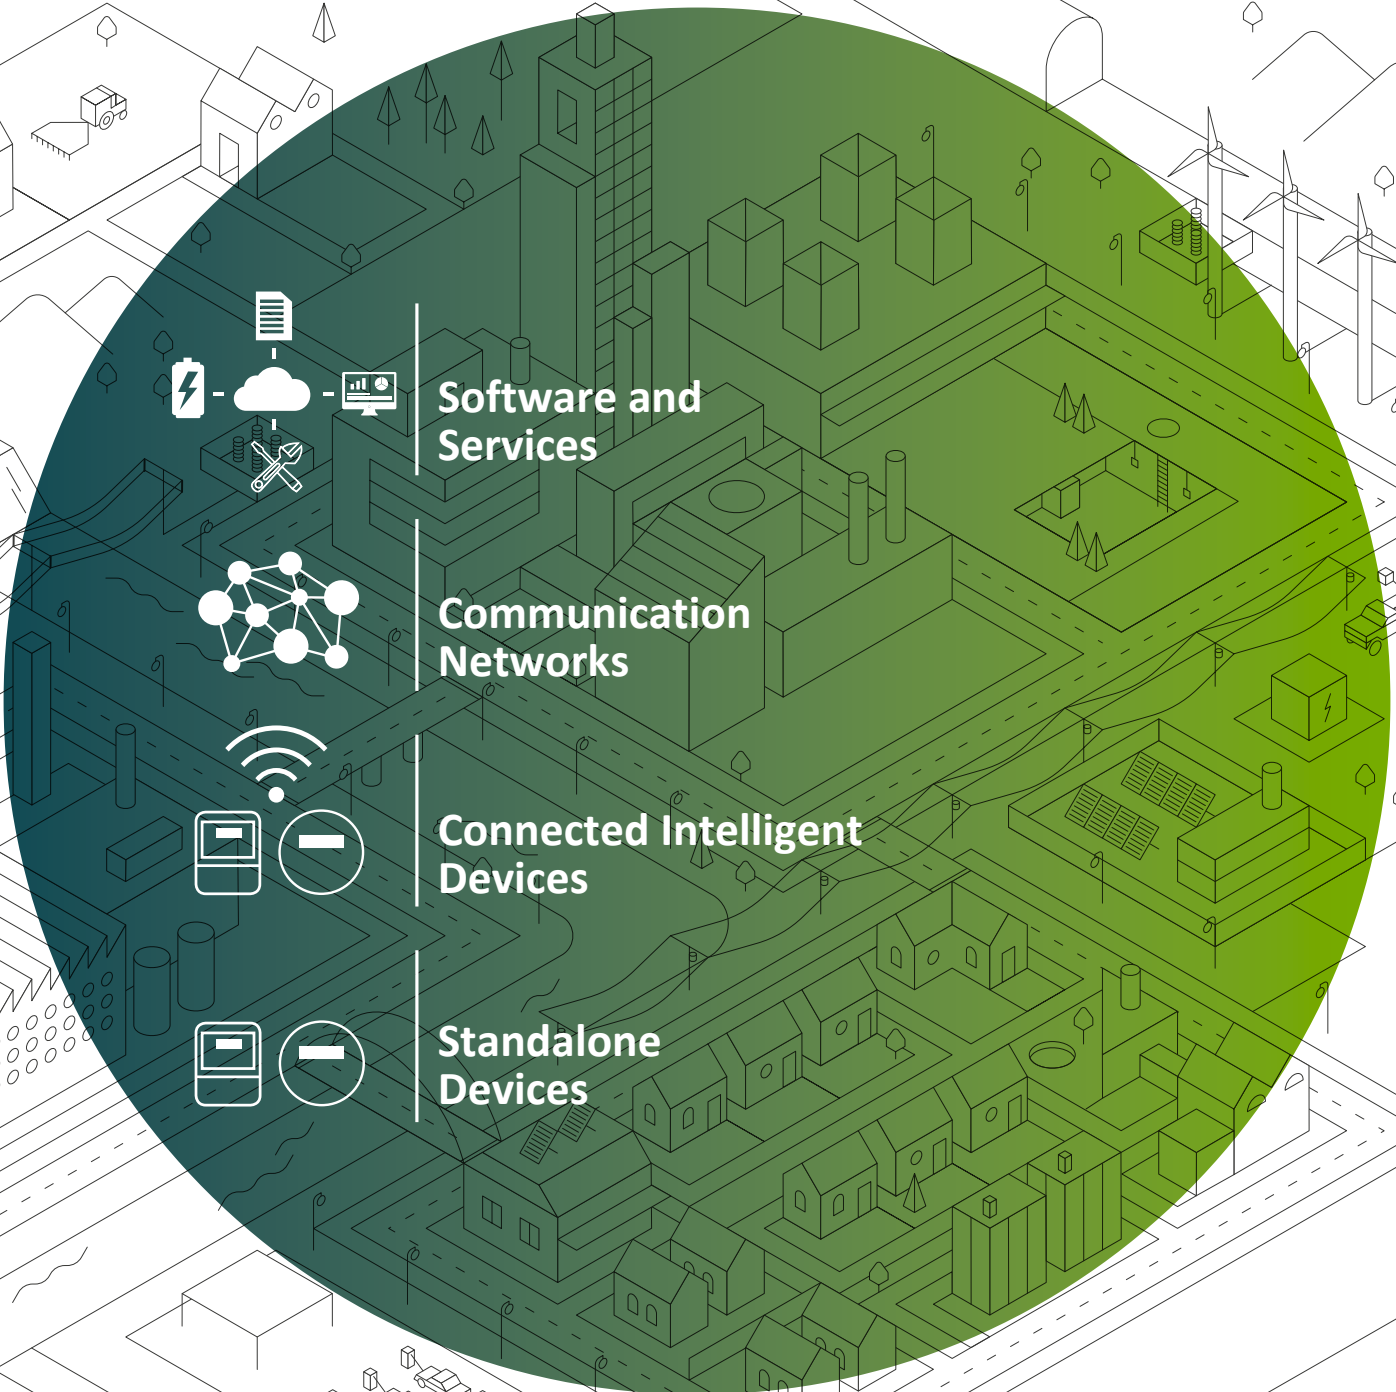 Software and
Services
Communication
Networks
Connected Intelligent
Devices
Standalone
Devices